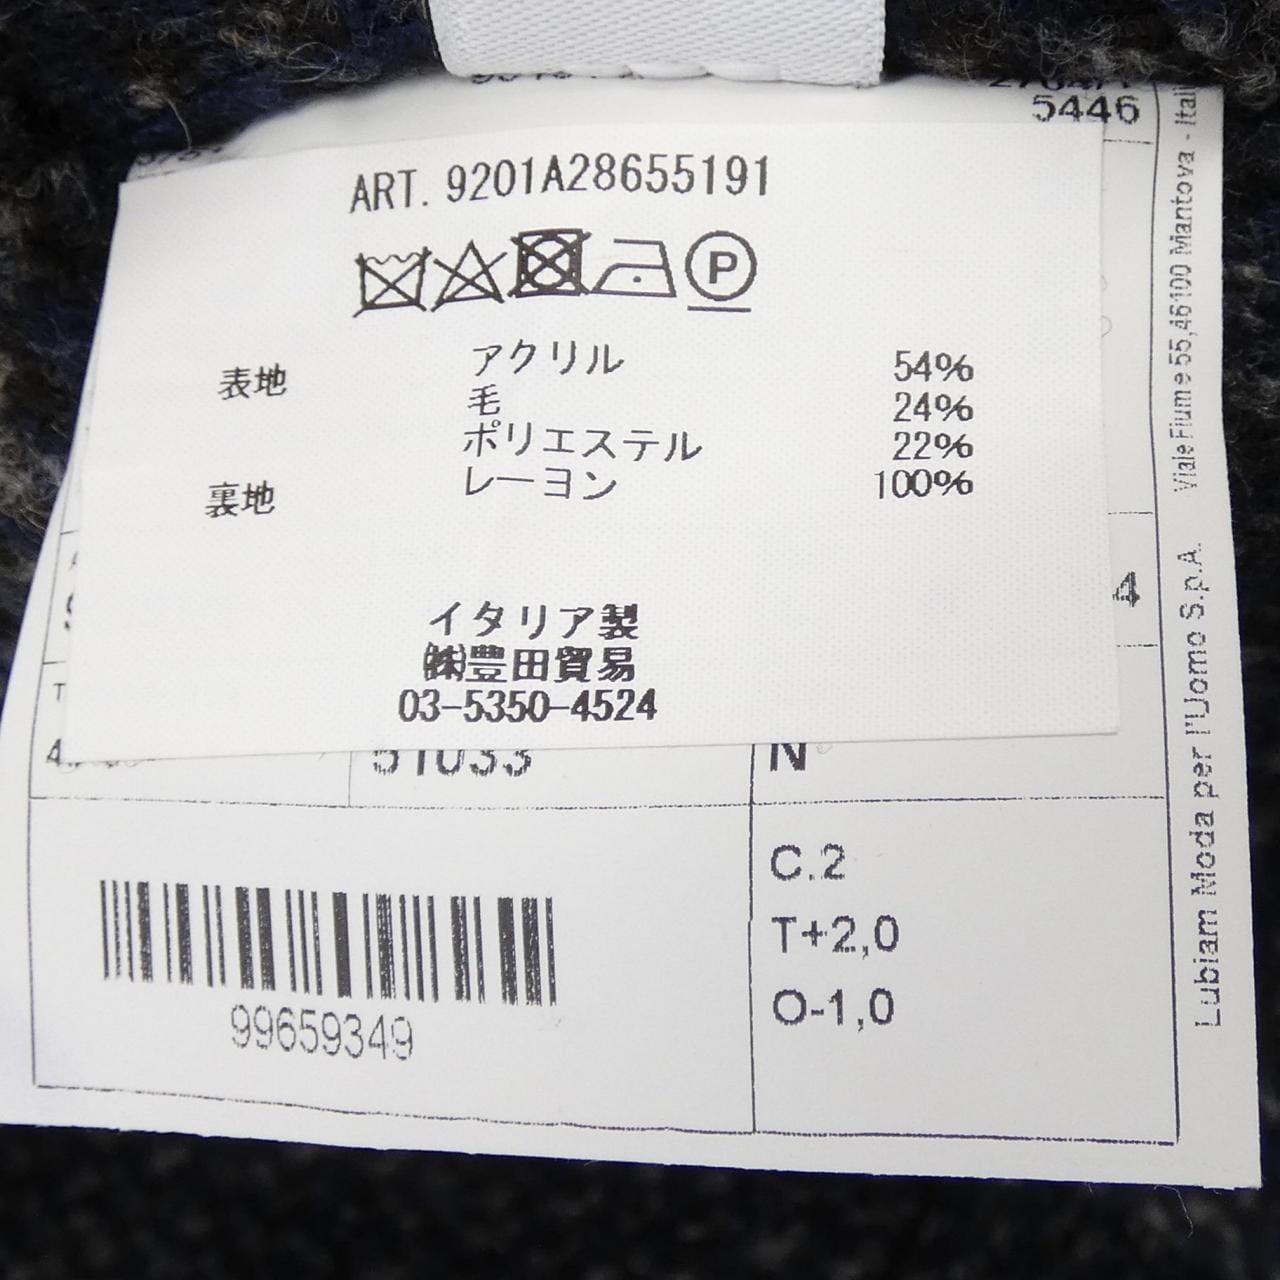 5446
ART. 9201A28655191
P
表地 アクリル 54%
毛 24%
ポリエステル 22%
裏地 レーヨン 100%
イタリア製
㈱豊田貿易
03-5350-4524
4
51033
N°
C.2
T+2,0
O-1,0
99659349
Lubiam Moda per l'Uomo S.p.A. Viale Fiume 55,46100 Mantova - Itali